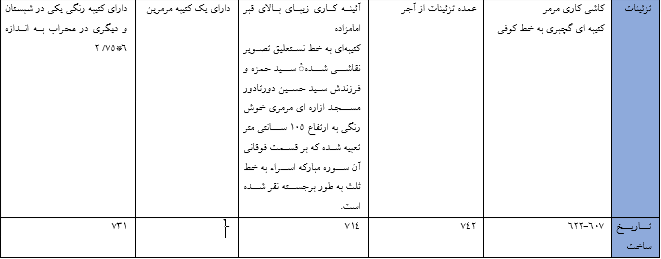 تزئینات
کاشی کاری مرمر
کتیبه ای گچبری به خط کوفی
عمده تزئینات از آجر
آئینه کاری زیبای بالای قبر
امامزاده
کتیبه‌ای به خط نستعلیق تصویر
نقاشی شدهٔ سید حمزه و
فرزندش سید حسین دورتادور
مسجد ازاره ای مرمری خوش
رنگی به ارتفاع ۱۰۵ سانتی متر
تعبیه شده که بر قسمت فوقانی
آن سوره مبارکه اسراء به خط
ثلث به طور برجسته نقر شده
است.
دارای یک کتیبه مرمرین
دارای کتیبه رنگی یکی در شبستان
و دیگری در محراب به اندازه
۶*۲/۷۵
تاریخ
ساخت
۶۰۷-۶۲۲
۷۴۲
۷۱۴
-
۷۳۱